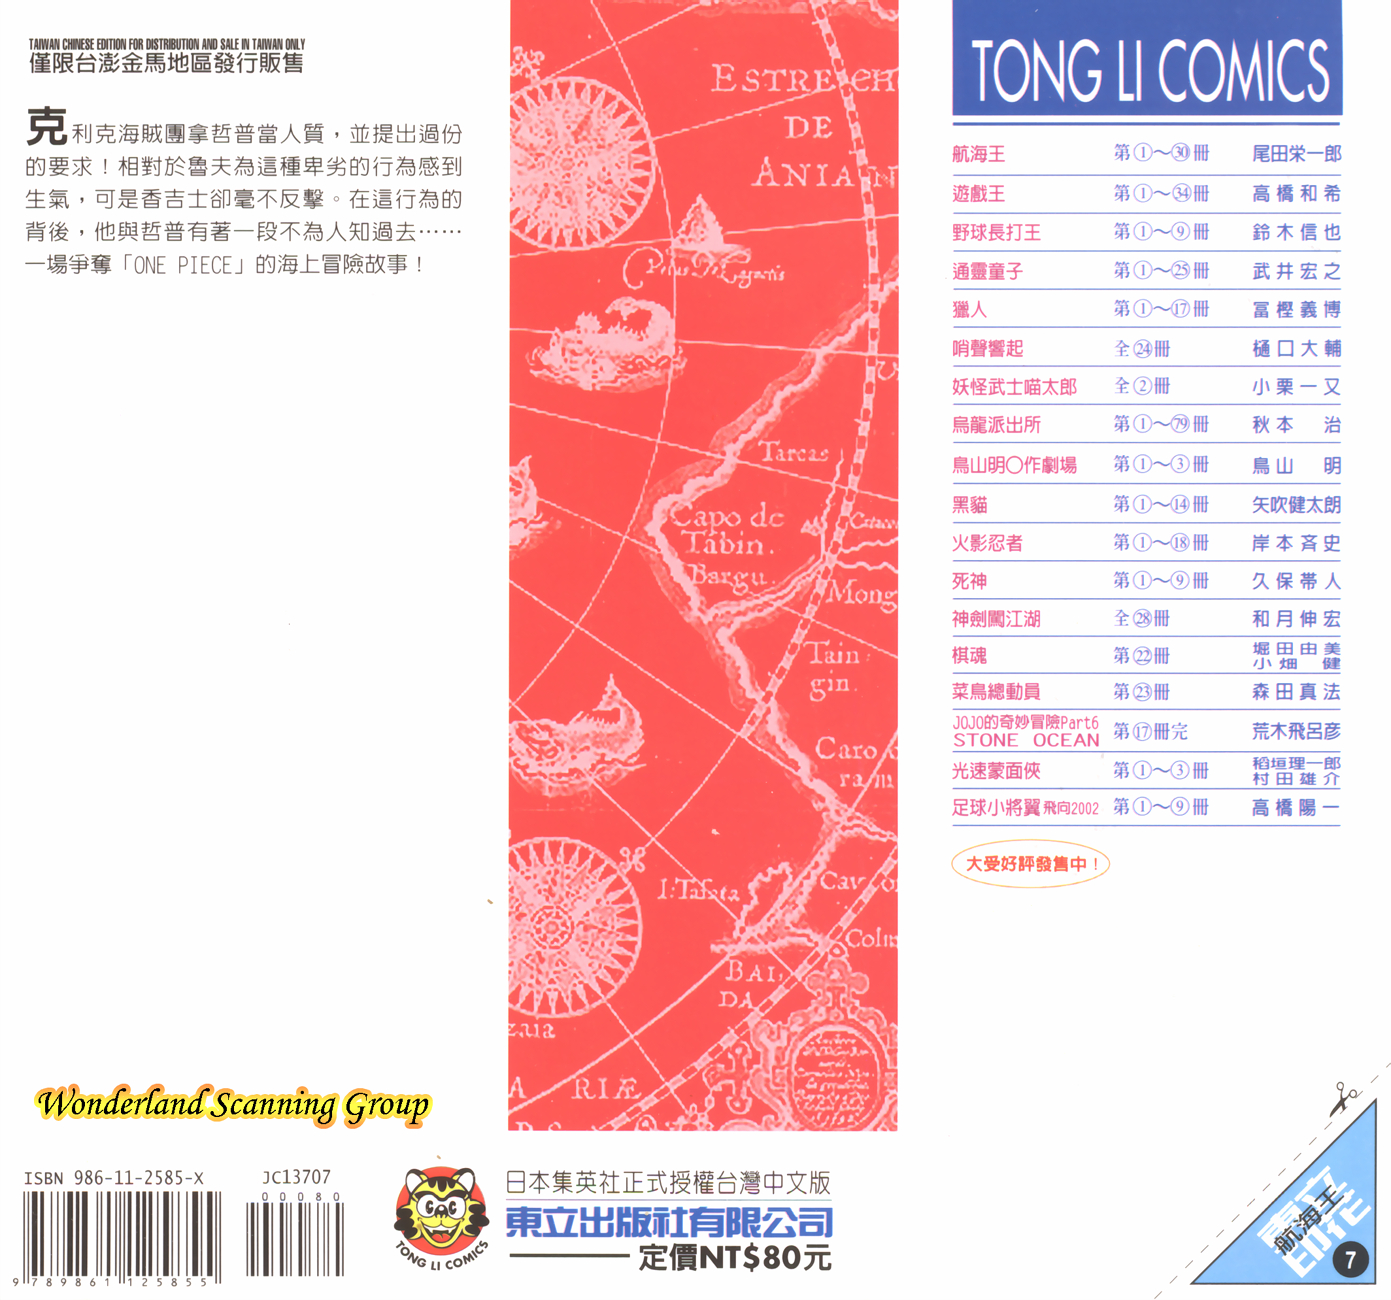 TAIWAN CHINESE EDITION FOR DISTRIBUTION AND SALE IN TAIWAN ONLY
僅限台澎金馬地區發行販售
克利克海賊團拿哲普當人質，並提出過份
的要求！相對於魯夫為這種卑劣的行為感到
生氣，可是香吉士卻毫不反擊。在這行為的
背後，他與哲普有著一段不為人知過去⋯⋯
一場爭奪「ONE PIECE」的海上冒險故事！
Wonderland Scanning Group
ISBN 986-11-2585-X
9 789861 125855
JC13707
00080
TONG LI COMICS
日本集英社正式授權台灣中文版
東立出版社有限公司
定價NT$80元
ESTRECH
DE
ANIAN
Tarcas
Capo de
Tabin.
Bargu.
Mong
Tain
gin.
Caro
ram
I:Tafata
Colm
BAL
DA
zaia
A RIÆ
TONG LI COMICS
航海王 第①～㉚冊 尾田栄一郎
遊戲王 第①～㉞冊 高橋和希
野球長打王 第①～⑨冊 鈴木信也
通靈童子 第①～㉕冊 武井宏之
獵人 第①～⑰冊 冨樫義博
哨聲響起 全㉔冊 樋口大輔
妖怪武士喵太郎 全②冊 小栗一又
烏龍派出所 第①～79冊 秋本 治
鳥山明〇作劇場 第①～③冊 鳥山 明
黑貓 第①～⑭冊 矢吹健太朗
火影忍者 第①～⑱冊 岸本斉史
死神 第①～⑨冊 久保帯人
神劍闖江湖 全㉘冊 和月伸宏
棋魂 第㉒冊 堀田由美 小畑 健
菜鳥總動員 第㉓冊 森田真法
JOJO的奇妙冒險Part6
STONE OCEAN 第⑰冊完 荒木飛呂彦
光速蒙面俠 第①～③冊 稻垣理一郎 村田雄介
足球小將翼飛向2002 第①～⑨冊 高橋陽一
大受好評發售中！
東立
印花
航海王
7